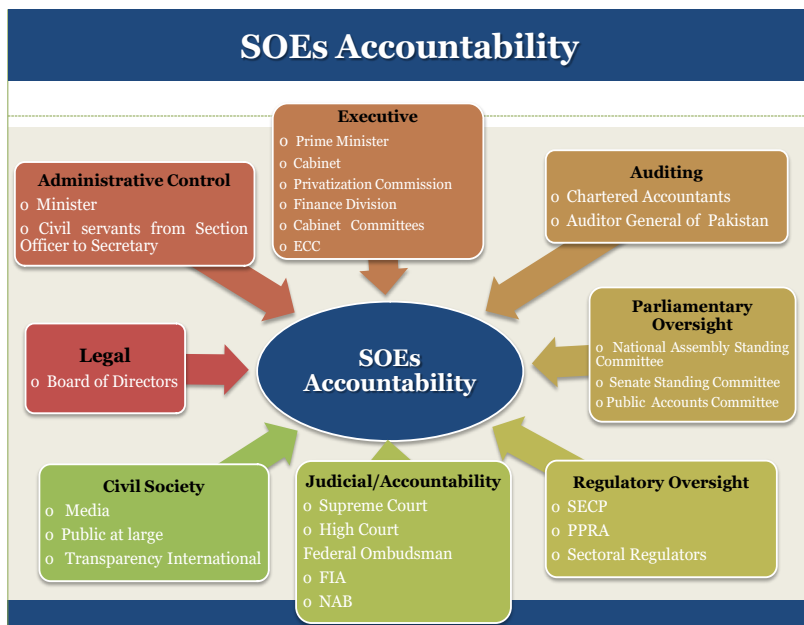 SOEs Accountability
Executive
o Prime Minister
o Cabinet
o Privatization Commission
o Finance Division
o Cabinet Committees
o ECC
Administrative Control
o Minister
o Civil servants from Section
Officer to Secretary
Auditing
o Chartered Accountants
o Auditor General of Pakistan
Legal
o Board of Directors
SOEs
Accountability
Parliamentary
Oversight
o National Assembly Standing
Committee
o Senate Standing Committee
o Public Accounts Committee
Civil Society
o Media
o Public at large
o Transparency International
Judicial/Accountability
o Supreme Court
o High Court
Federal Ombudsman
o FIA
o NAB
Regulatory Oversight
o SECP
o PPRA
o Sectoral Regulators